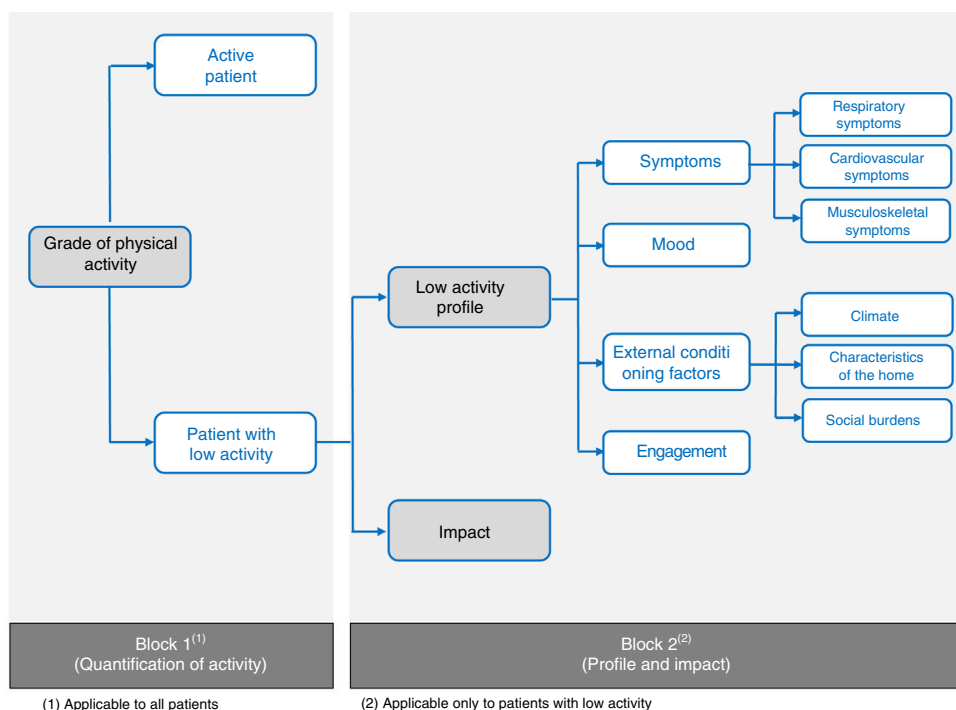 Active
patient
Grade of physical
activity
Patient with
low activity
Low activity
profile
Impact
Symptoms
Mood
External conditi
oning factors
Engagement
Respiratory
symptoms
Cardiovascular
symptoms
Musculoskeletal
symptoms
Climate
Characteristics
of the home
Social burdens
Block 1(1)
(Quantification of activity)
Block 2(2)
(Profile and impact)
(1) Applicable to all patients
(2) Applicable only to patients with low activity